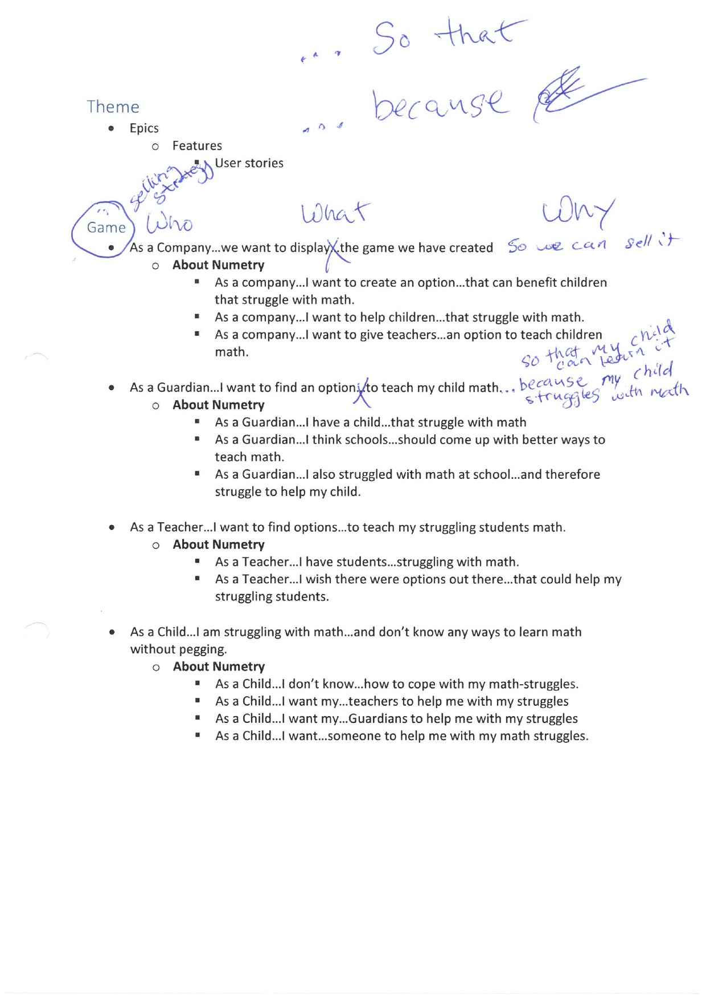 ... So that
... because
Theme
• Epics
o Features
▪ User stories
selling
strategy
Who What Why
Game
• As a Company...we want to display...the game we have created So we can sell it
o About Numetry
▪ As a company...I want to create an option...that can benefit children
that struggle with math.
▪ As a company...I want to help children...that struggle with math.
▪ As a company...I want to give teachers...an option to teach children
math.
so that my child
can learn it
• As a Guardian...I want to find an option...to teach my child math... because my child
struggles with math
o About Numetry
▪ As a Guardian...I have a child...that struggle with math
▪ As a Guardian...I think schools...should come up with better ways to
teach math.
▪ As a Guardian...I also struggled with math at school...and therefore
struggle to help my child.
• As a Teacher...I want to find options...to teach my struggling students math.
o About Numetry
▪ As a Teacher...I have students...struggling with math.
▪ As a Teacher...I wish there were options out there...that could help my
struggling students.
• As a Child...I am struggling with math...and don't know any ways to learn math
without pegging.
o About Numetry
▪ As a Child...I don't know...how to cope with my math-struggles.
▪ As a Child...I want my...teachers to help me with my struggles
▪ As a Child...I want my...Guardians to help me with my struggles
▪ As a Child...I want...someone to help me with my math struggles.